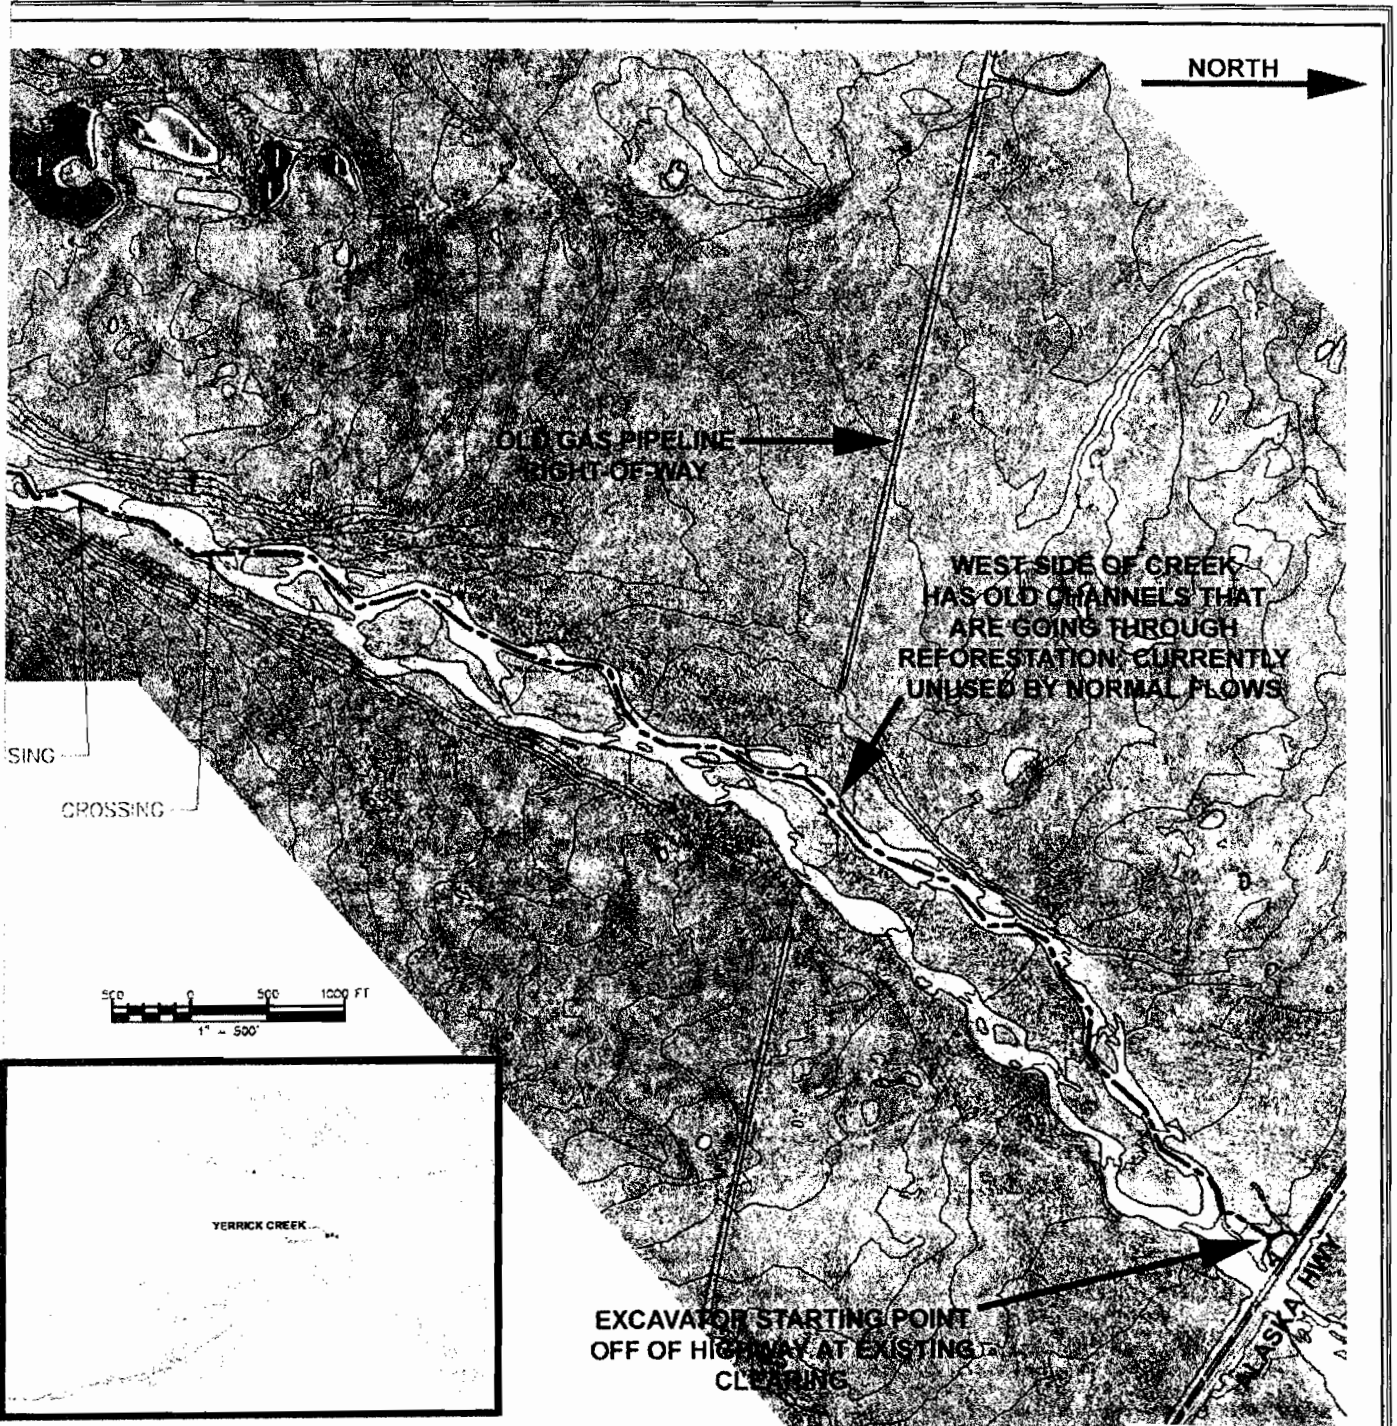 NORTH
OLD GAS PIPELINE
RIGHT-OF-WAY
WEST SIDE OF CREEK
HAS OLD CHANNELS THAT
ARE GOING THROUGH
REFORESTATION. CURRENTLY
UNUSED BY NORMAL FLOWS
SING
CROSSING
500 0 500 1000 FT
1" = 500'
YERRICK CREEK
EXCAVATOR STARTING POINT
OFF OF HIGHWAY AT EXISTING
CLEARING
ALASKA HWY